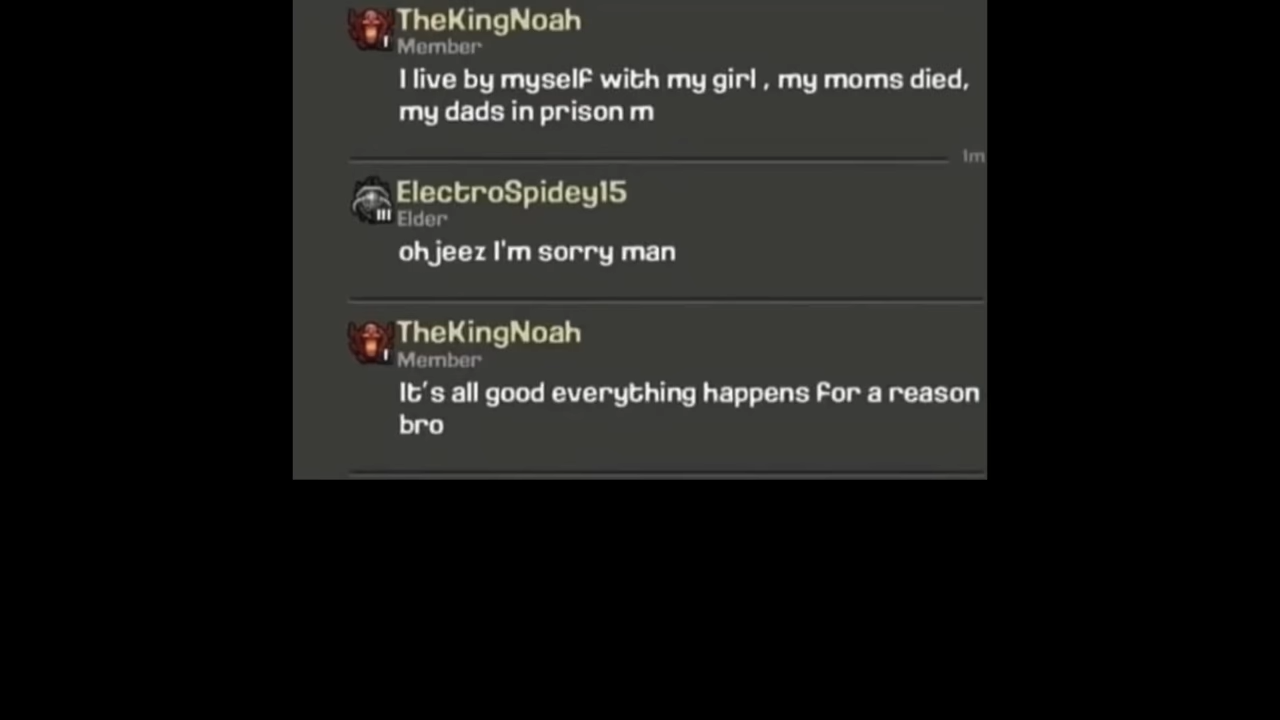 TheKingNoah
I
Member
I live by myself with my girl , my moms died,
my dads in prison m
1m
ElectroSpidey15
III
Elder
oh jeez I'm sorry man
TheKingNoah
I
Member
It's all good everything happens for a reason
bro